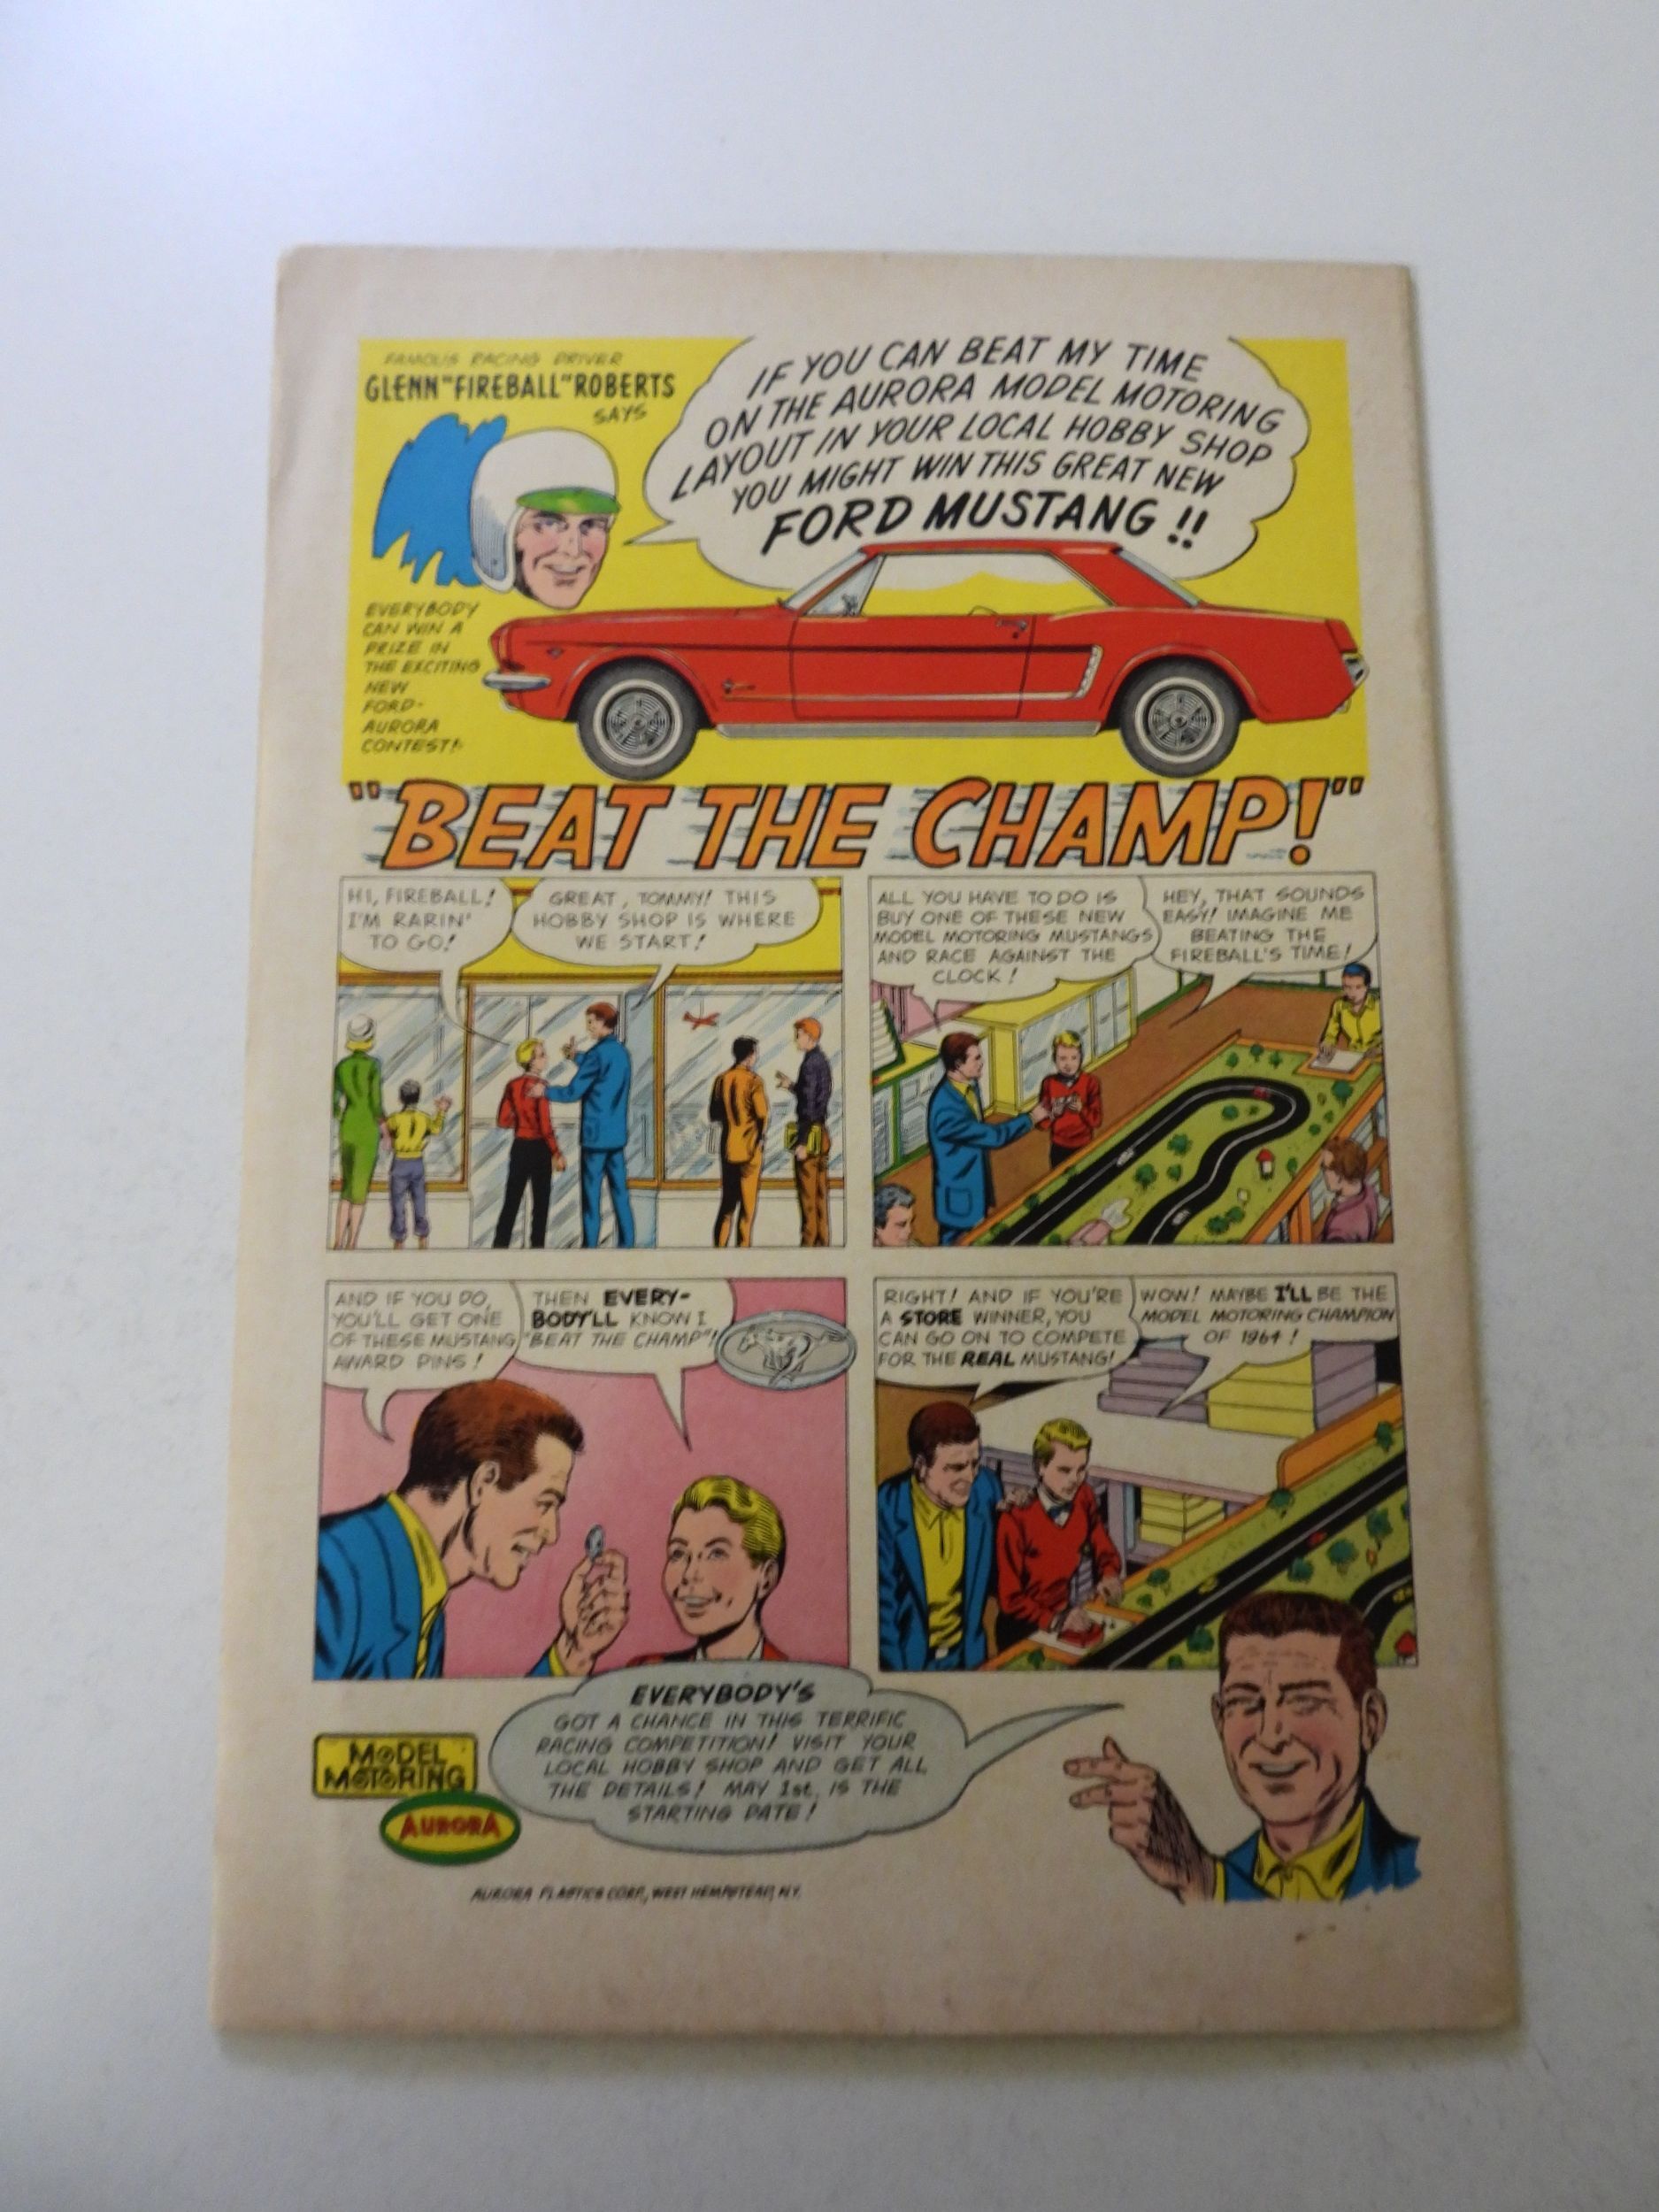 FAMOUS RACING DRIVER
GLENN "FIREBALL" ROBERTS
SAYS
IF YOU CAN BEAT MY TIME
ON THE AURORA MODEL MOTORING
LAYOUT IN YOUR LOCAL HOBBY SHOP
YOU MIGHT WIN THIS GREAT NEW
FORD MUSTANG!!
EVERYBODY
CAN WIN A
PRIZE IN
THE EXCITING
NEW
FORD-
AURORA
CONTEST!
"BEAT THE CHAMP!"
HI, FIREBALL!
I'M RARIN'
TO GO!
GREAT, TOMMY! THIS
HOBBY SHOP IS WHERE
WE START!
ALL YOU HAVE TO DO IS
BUY ONE OF THESE NEW
MODEL MOTORING MUSTANGS
AND RACE AGAINST THE
CLOCK!
HEY, THAT SOUNDS
EASY! IMAGINE ME
BEATING THE
FIREBALL'S TIME!
AND IF YOU DO,
YOU'LL GET ONE
OF THESE MUSTANG
AWARD PINS!
THEN EVERY-
BODY'LL KNOW I
"BEAT THE CHAMP"!
RIGHT! AND IF YOU'RE
A STORE WINNER, YOU
CAN GO ON TO COMPETE
FOR THE REAL MUSTANG!
WOW! MAYBE I'LL BE THE
MODEL MOTORING CHAMPION
OF 1964!
EVERYBODY'S
GOT A CHANCE IN THIS TERRIFIC
RACING COMPETITION! VISIT YOUR
LOCAL HOBBY SHOP AND GET ALL
THE DETAILS! MAY 1st. IS THE
STARTING DATE!
MODEL
MOTORING
AURORA
AURORA PLASTICS CORP., WEST HEMPSTEAD, N.Y.